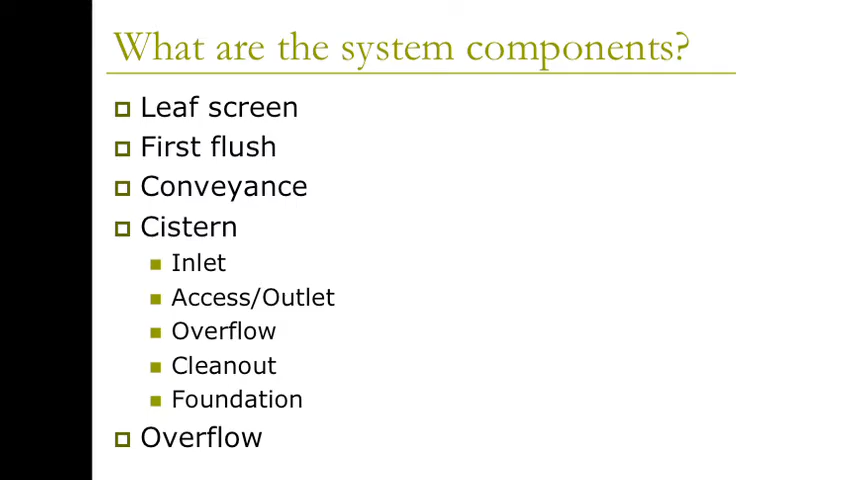 What are the system components?
Leaf screen
First flush
Conveyance
Cistern
Inlet
Access/Outlet
Overflow
Cleanout
Foundation
Overflow